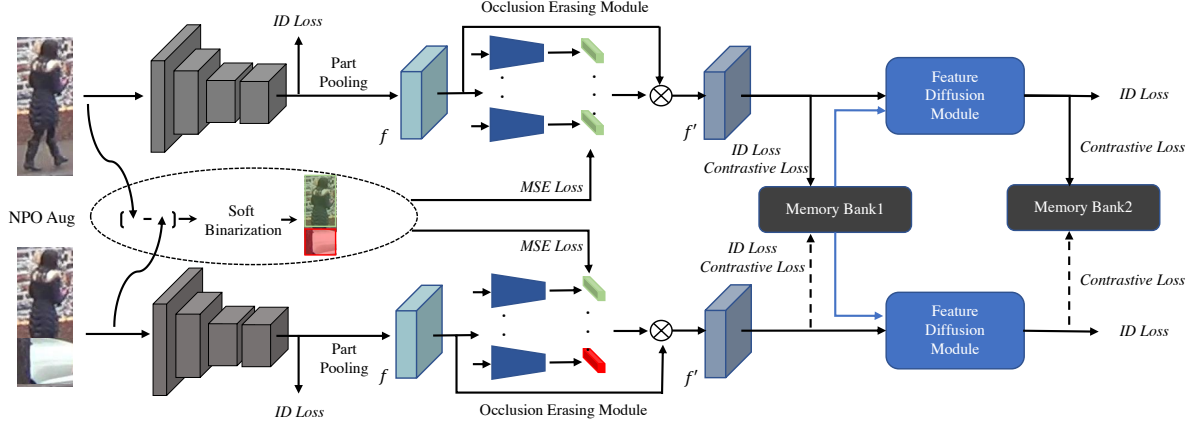 Occlusion Erasing Module
ID Loss
Part
Pooling
f
f′
Feature
Diffusion
Module
ID Loss
ID Loss
Contrastive Loss
Contrastive Loss
MSE Loss
NPO Aug
{ - }
Soft
Binarization
Memory Bank1
Memory Bank2
MSE Loss
ID Loss
Contrastive Loss
Contrastive Loss
Part
Pooling
f
f′
Feature
Diffusion
Module
ID Loss
ID Loss
Occlusion Erasing Module